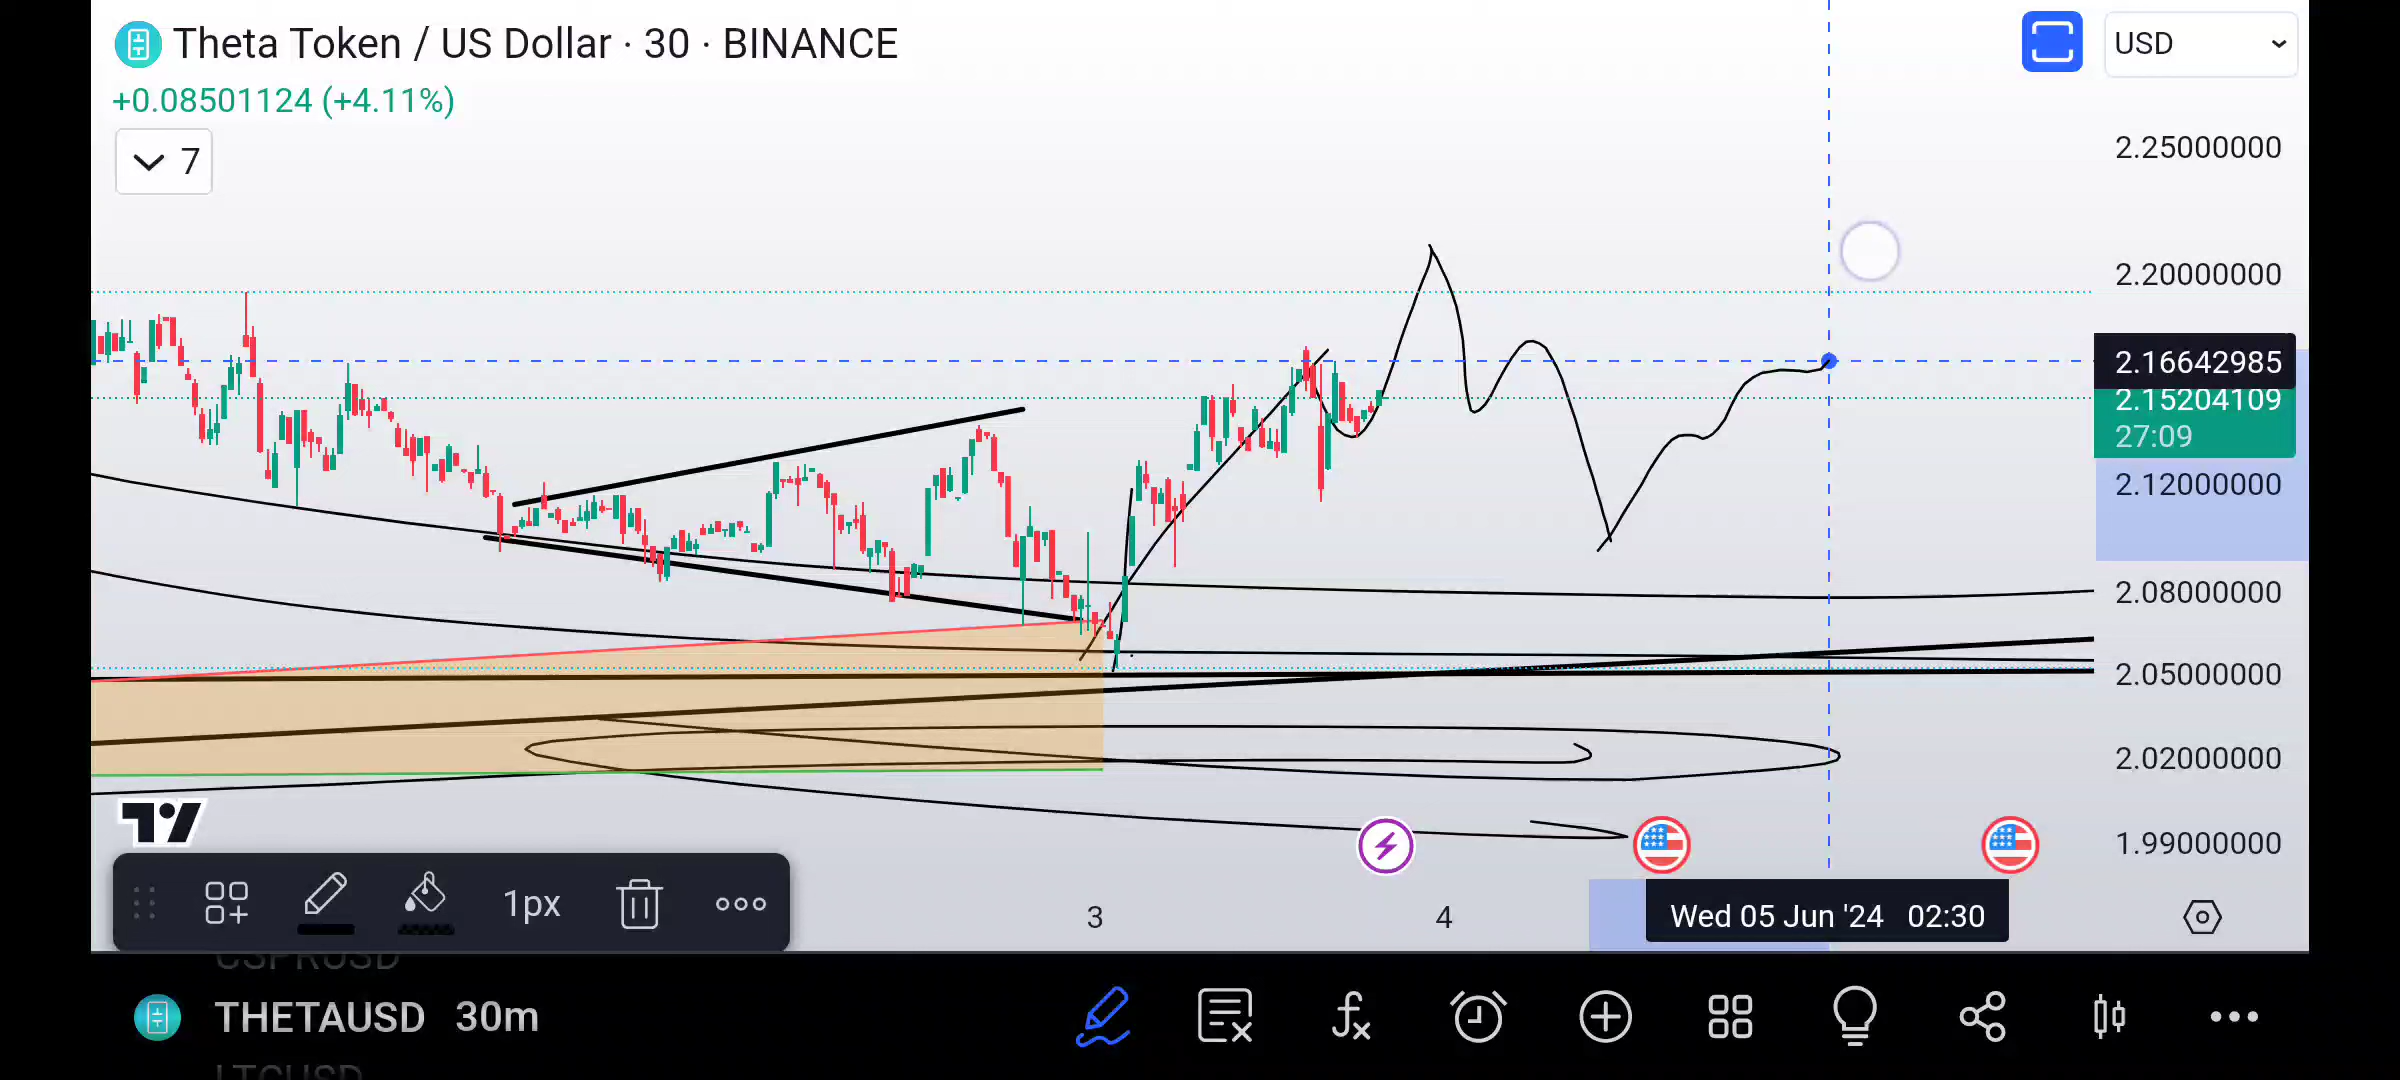 Theta Token / US Dollar · 30 · BINANCE
USD
+0.08501124 (+4.11%)
7
2.25000000
2.20000000
2.16642985
2.15204109
27:09
2.12000000
2.08000000
2.05000000
2.02000000
1.99000000
1px
3
4
Wed 05 Jun '24 02:30
CSPRUSD
THETAUSD 30m
LTCUSD